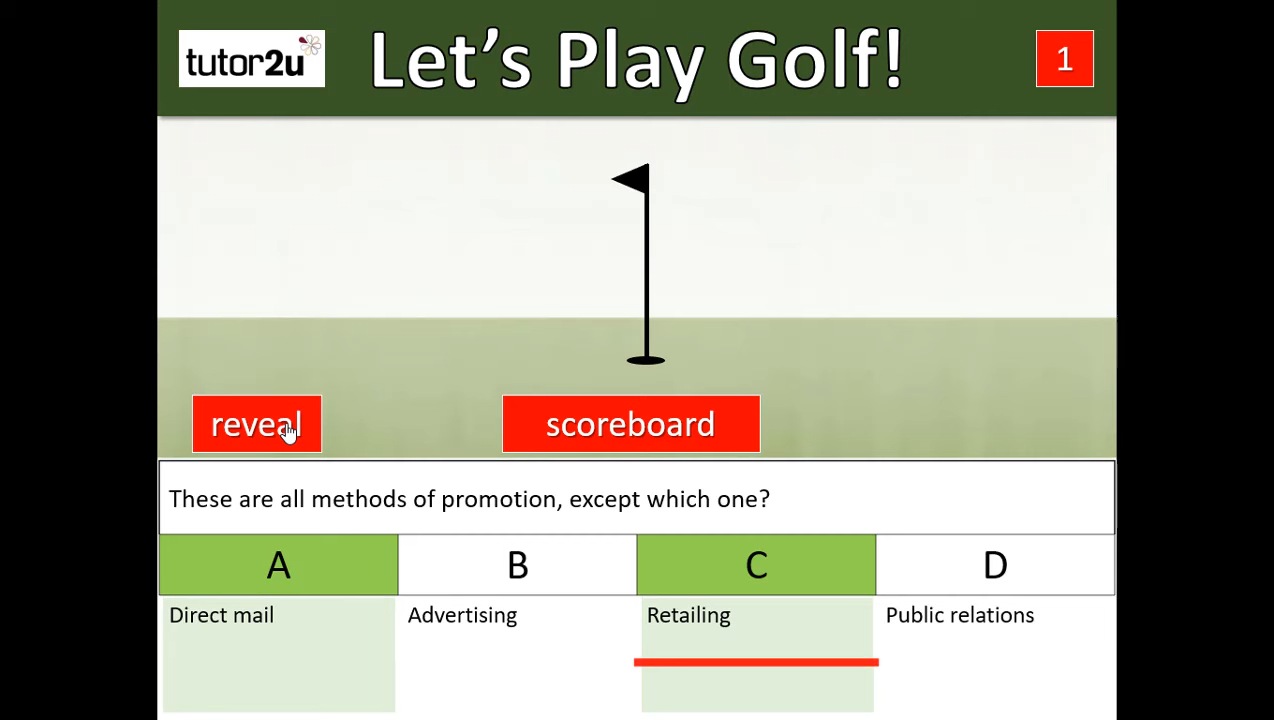 tutor2u
Let's Play Golf!
1
reveal
scoreboard
These are all methods of promotion, except which one?
A B C D
Direct mail Advertising Retailing Public relations